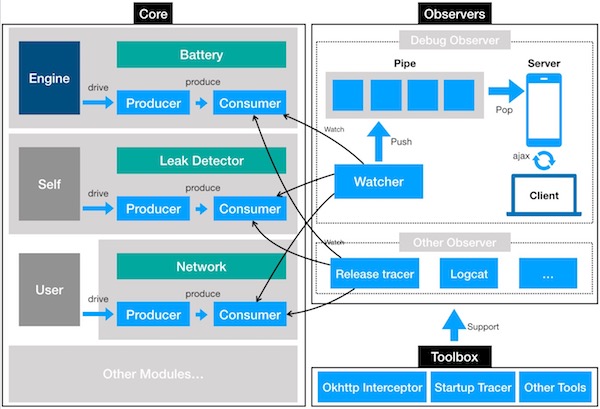 Core
Battery
Engine
drive
produce
Producer
Consumer
Leak Detector
Self
drive
produce
Producer
Consumer
Network
User
drive
produce
Producer
Consumer
Other Modules...
Observers
Debug Observer
Pipe
Server
Pop
Watch
Push
ajax
Watcher
Client
Other Observer
Watch
Release tracer
Logcat
...
Support
Toolbox
Okhttp Interceptor
Startup Tracer
Other Tools